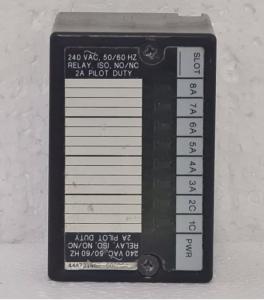 240 VAC, 50/60 HZ
RELAY, ISO, NO/NC
2A PILOT DUTY
SLOT
8A
7A
6A
5A
4A
3A
2C
1C
PWR
240 VAC, 50/60 HZ
RELAY, ISO, NO/NC
2A PILOT DUTY